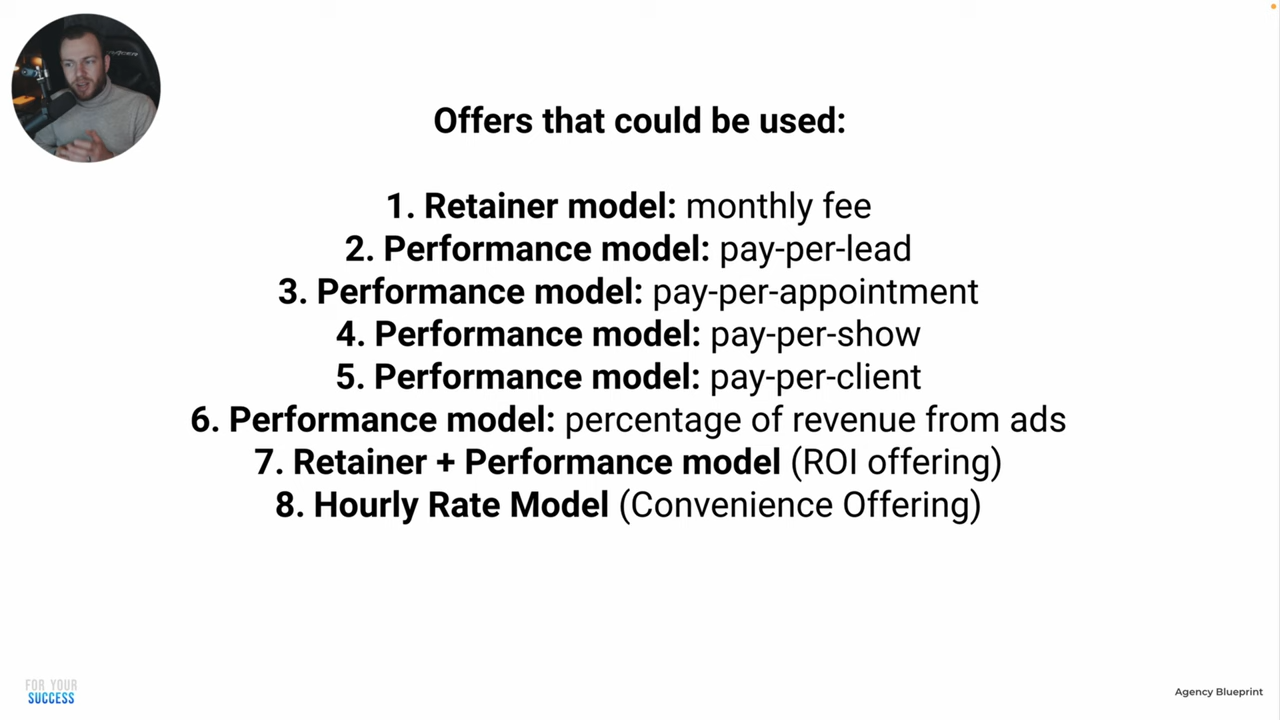 Offers that could be used:
1. Retainer model: monthly fee
2. Performance model: pay-per-lead
3. Performance model: pay-per-appointment
4. Performance model: pay-per-show
5. Performance model: pay-per-client
6. Performance model: percentage of revenue from ads
7. Retainer + Performance model (ROI offering)
8. Hourly Rate Model (Convenience Offering)
FOR YOUR
SUCCESS
Agency Blueprint